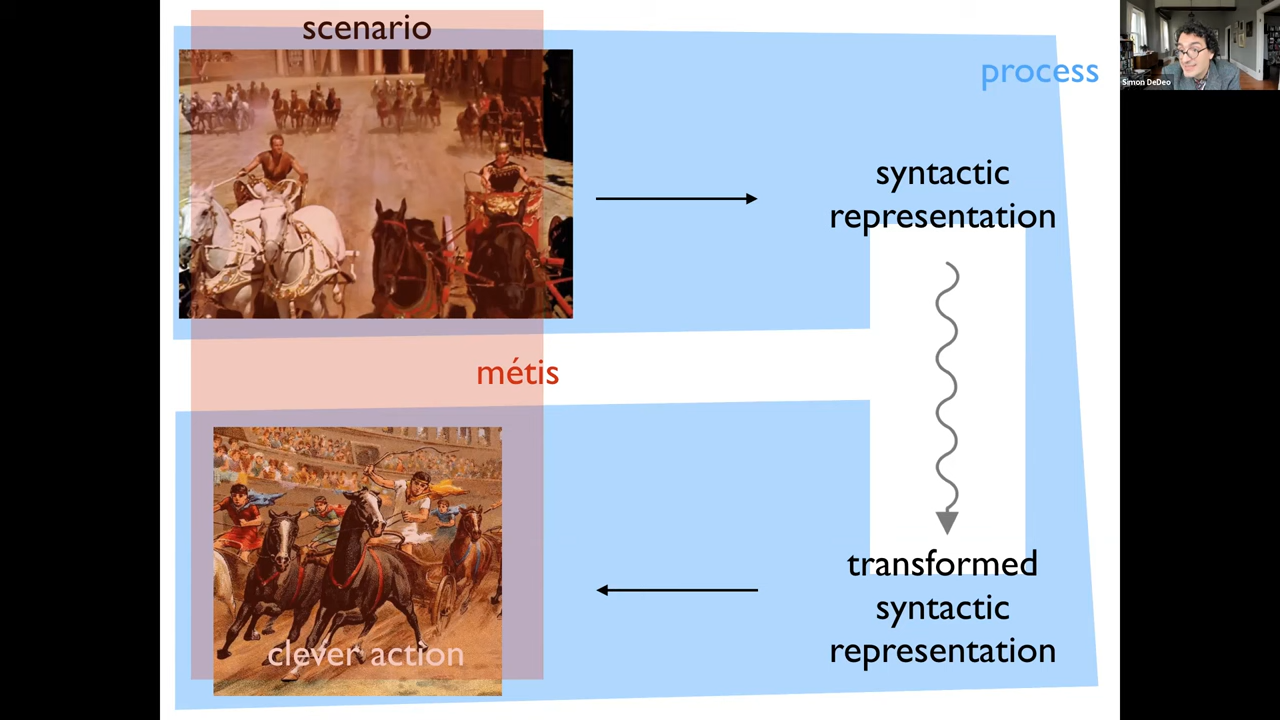 scenario
process
Simon DeDeo
syntactic
representation
métis
transformed
syntactic
representation
clever action